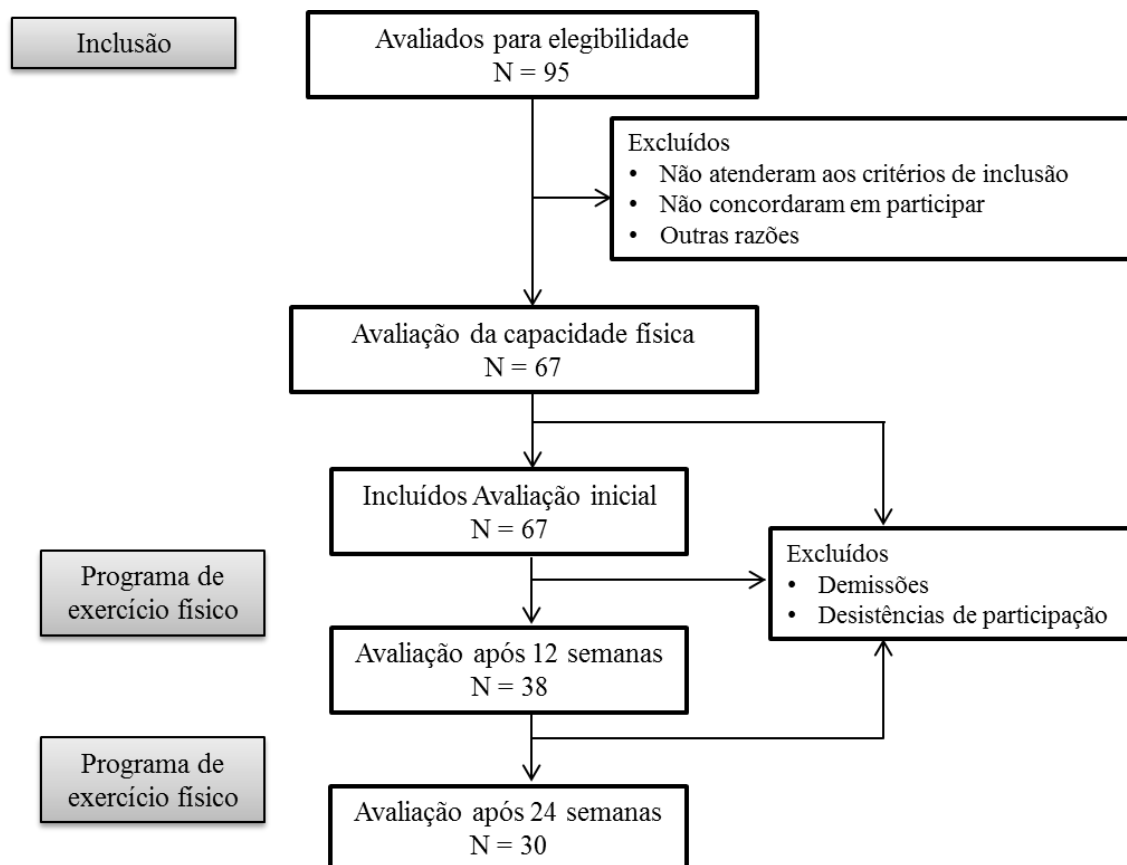 Inclusão
Avaliados para elegibilidade
N = 95
Excluídos
• Não atenderam aos critérios de inclusão
• Não concordaram em participar
• Outras razões
Avaliação da capacidade física
N = 67
Incluídos Avaliação inicial
N = 67
Programa de
exercício físico
Excluídos
• Demissões
• Desistências de participação
Avaliação após 12 semanas
N = 38
Programa de
exercício físico
Avaliação após 24 semanas
N = 30